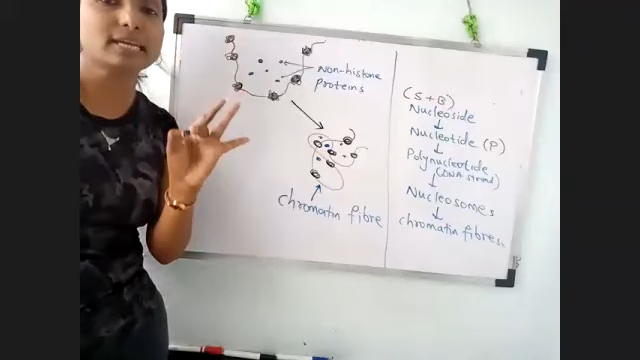 Non-histone
proteins
Chromatin fibre
(S+B)
Nucleoside
Nucleotide (P)
Polynucleotide
(DNA strand)
Nucleosomes
Chromatin fibres